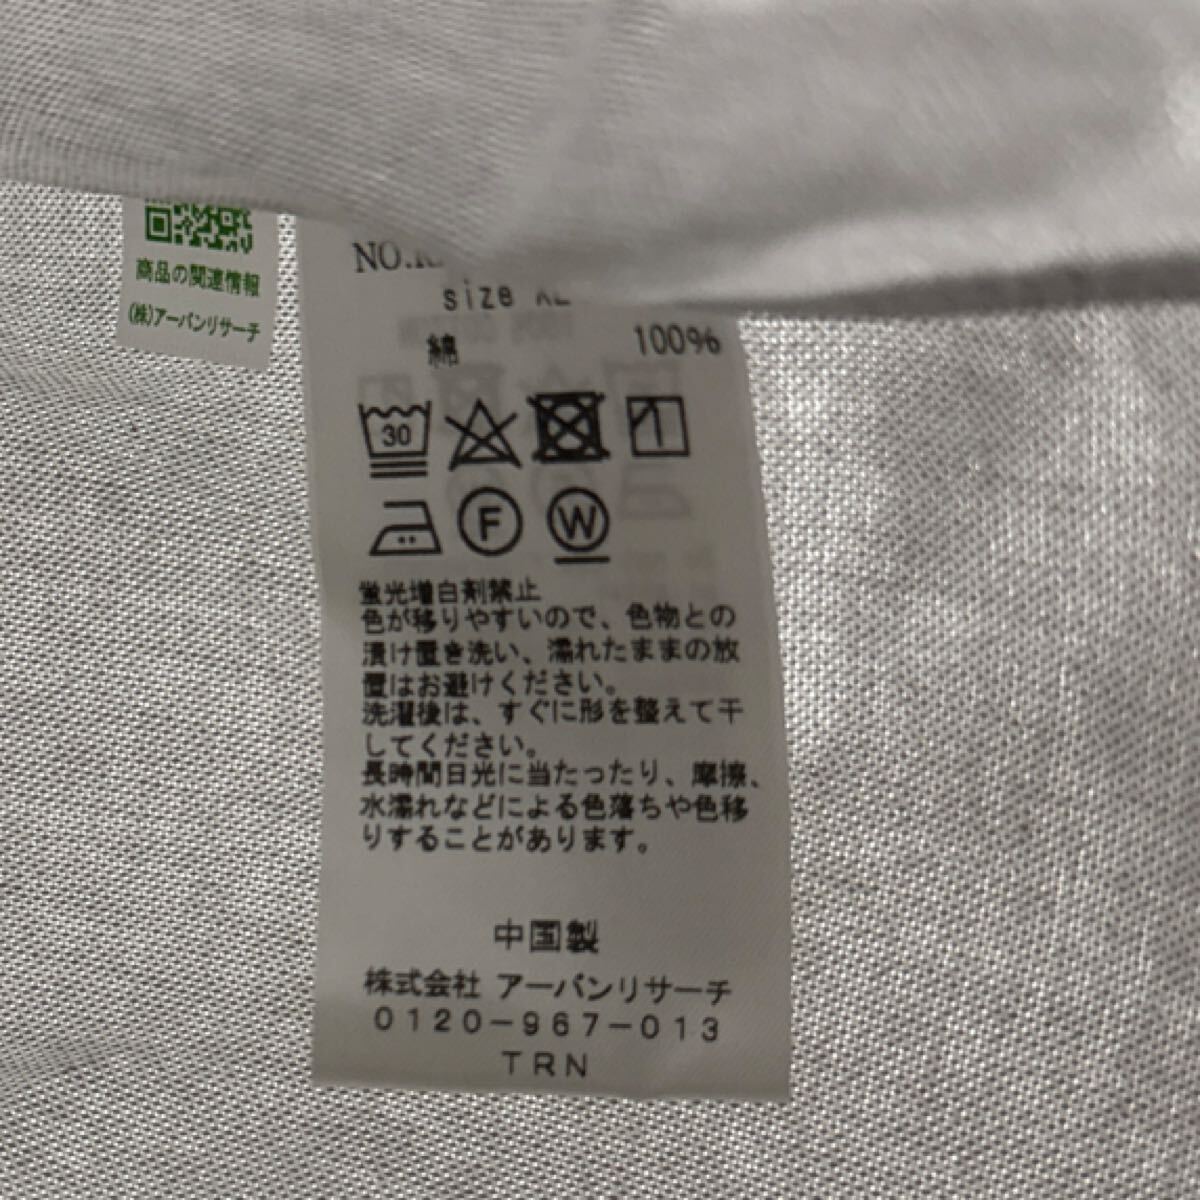 商品の関連情報
(株)アーバンリサーチ
size XL
綿 100%
30
F W
蛍光増白剤禁止
色が移りやすいので、色物との
漬け置き洗い、濡れたままの放
置はお避けください。
洗濯後は、すぐに形を整えて干
してください。
長時間日光に当たったり、摩擦、
水濡れなどによる色落ちや色移
りすることがあります。
中国製
株式会社 アーバンリサーチ
0120-967-013
TRN